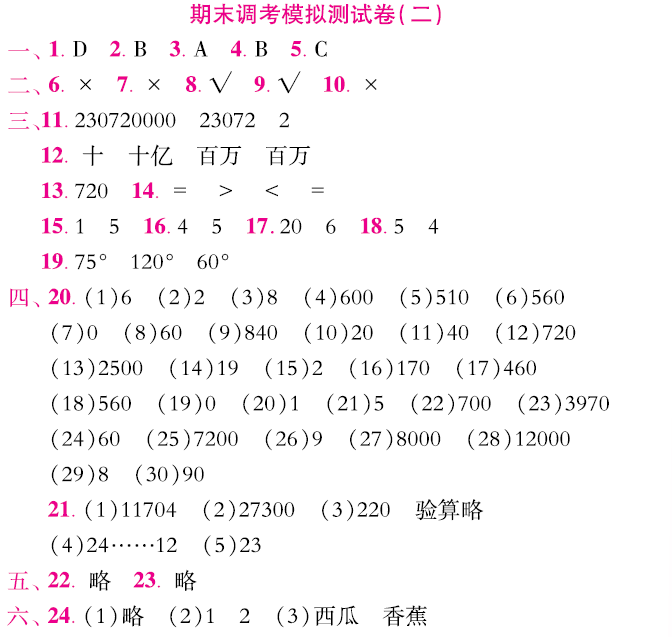 期末调考模拟测试卷(二)
一、1. D 2. B 3. A 4. B 5. C
二、6. × 7. × 8. √ 9. √ 10. ×
三、11. 230720000 23072 2
12. 十 十亿 百万 百万
13. 720 14. = > < =
15. 1 5 16. 4 5 17. 20 6 18. 5 4
19. 75° 120° 60°
四、20. (1)6 (2)2 (3)8 (4)600 (5)510 (6)560
(7)0 (8)60 (9)840 (10)20 (11)40 (12)720
(13)2500 (14)19 (15)2 (16)170 (17)460
(18)560 (19)0 (20)1 (21)5 (22)700 (23)3970
(24)60 (25)7200 (26)9 (27)8000 (28)12000
(29)8 (30)90
21. (1)11704 (2)27300 (3)220 验算略
(4)24……12 (5)23
五、22. 略 23. 略
六、24. (1)略 (2)1 2 (3)西瓜 香蕉